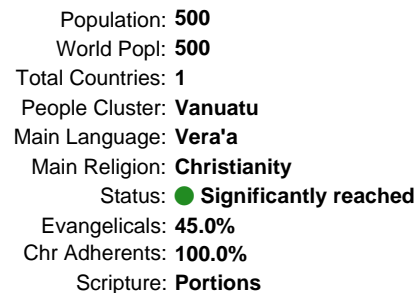 Population: 500
World Popl: 500
Total Countries: 1
People Cluster: Vanuatu
Main Language: Vera'a
Main Religion: Christianity
Status: Significantly reached
Evangelicals: 45.0%
Chr Adherents: 100.0%
Scripture: Portions